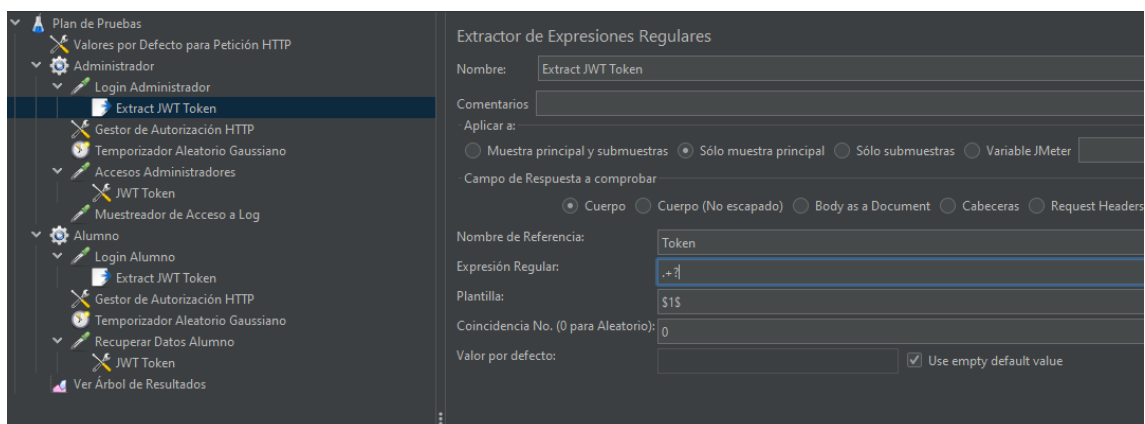 Plan de Pruebas
Valores por Defecto para Petición HTTP
Administrador
Login Administrador
Extract JWT Token
Gestor de Autorización HTTP
Temporizador Aleatorio Gaussiano
Accesos Administradores
JWT Token
Muestreador de Acceso a Log
Alumno
Login Alumno
Extract JWT Token
Gestor de Autorización HTTP
Temporizador Aleatorio Gaussiano
Recuperar Datos Alumno
JWT Token
Ver Árbol de Resultados
Extractor de Expresiones Regulares
Nombre: Extract JWT Token
Comentarios
Aplicar a:
Muestra principal y submuestras Sólo muestra principal Sólo submuestras Variable JMeter
Campo de Respuesta a comprobar
Cuerpo Cuerpo (No escapado) Body as a Document Cabeceras Request Headers
Nombre de Referencia: Token
Expresión Regular: .+?
Plantilla: $1$
Coincidencia No. (0 para Aleatorio): 0
Valor por defecto: Use empty default value